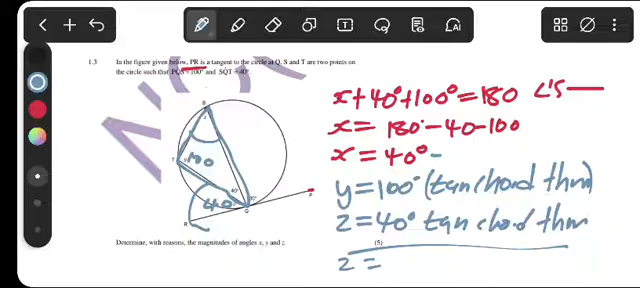 1.3 In the figure given below, PR is a tangent to the circle at Q. S and T are two points
on the circle such that PQS = 100° and SQT = 40°
S
T
y
100
40°
40°
Q
P
R
x + 40° + 100° = 180 <'s
x = 180° - 40 - 100
x = 40°
y = 100° (tan chord thm)
z = 40° tan chord thm
(5)
z =
Determine, with reasons, the magnitudes of angles x, y and z.